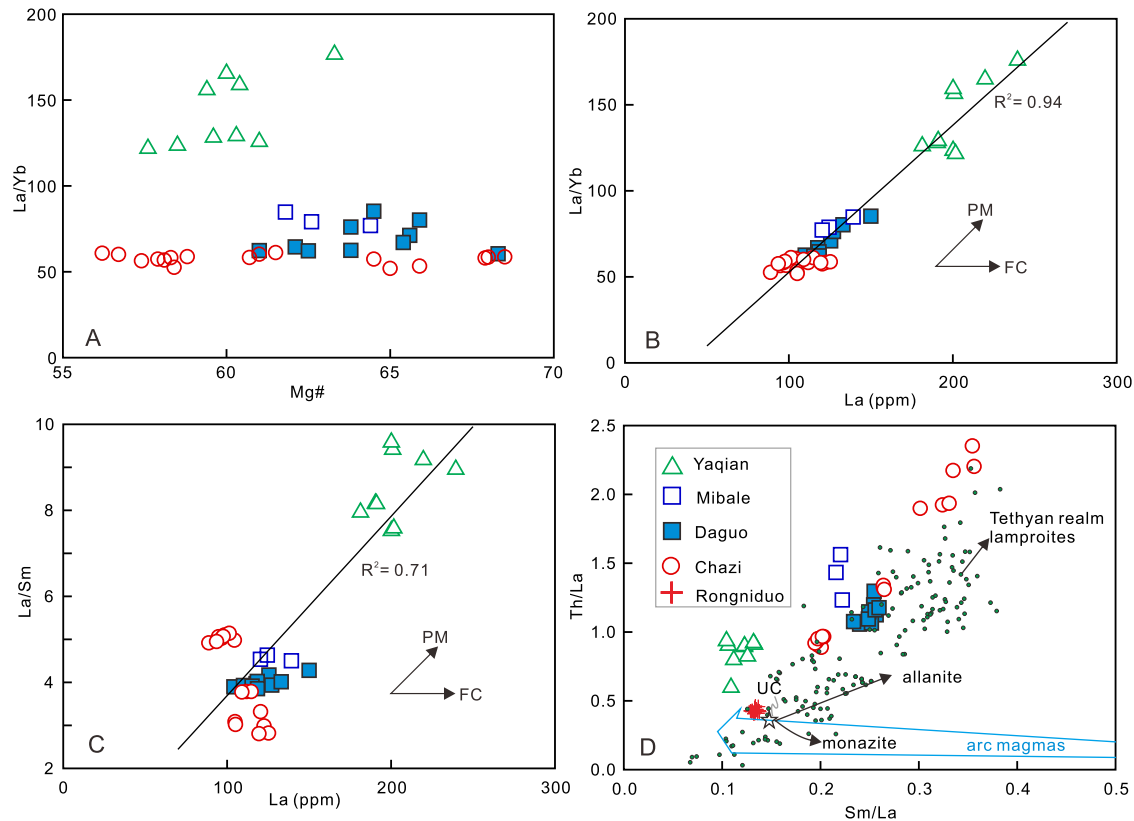 200
150
100
50
0
La/Yb
A
55
60
65
70
Mg#
200
150
100
50
0
La/Yb
R²= 0.94
PM
FC
B
0
100
200
300
La (ppm)
10
8
6
4
2
La/Sm
R²= 0.71
PM
FC
C
0
100
200
300
La (ppm)
2.5
2.0
1.5
1.0
0.5
0.0
Th/La
Yaqian
Mibale
Daguo
Chazi
Rongniduo
Tethyan realm
lamproites
UC
allanite
monazite
arc magmas
D
0.0
0.1
0.2
0.3
0.4
0.5
Sm/La